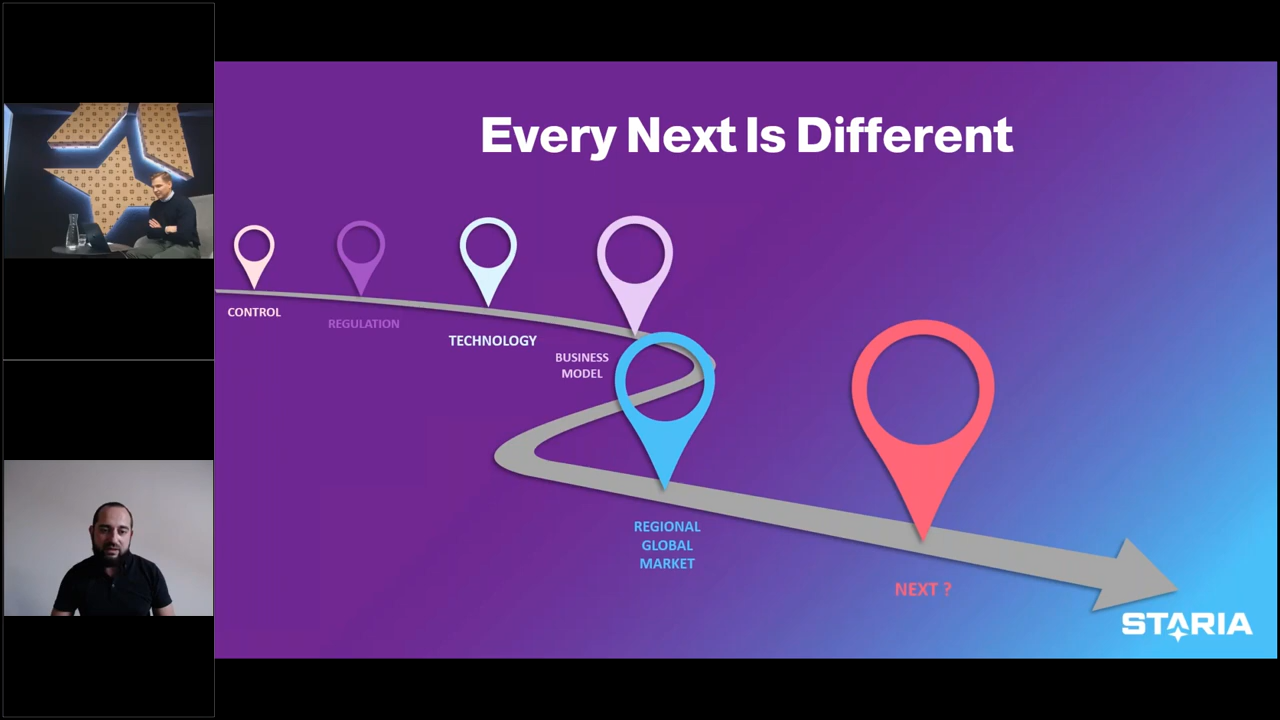 Every Next Is Different
CONTROL
REGULATION
TECHNOLOGY
BUSINESS
MODEL
REGIONAL
GLOBAL
MARKET
NEXT ?
STARIA